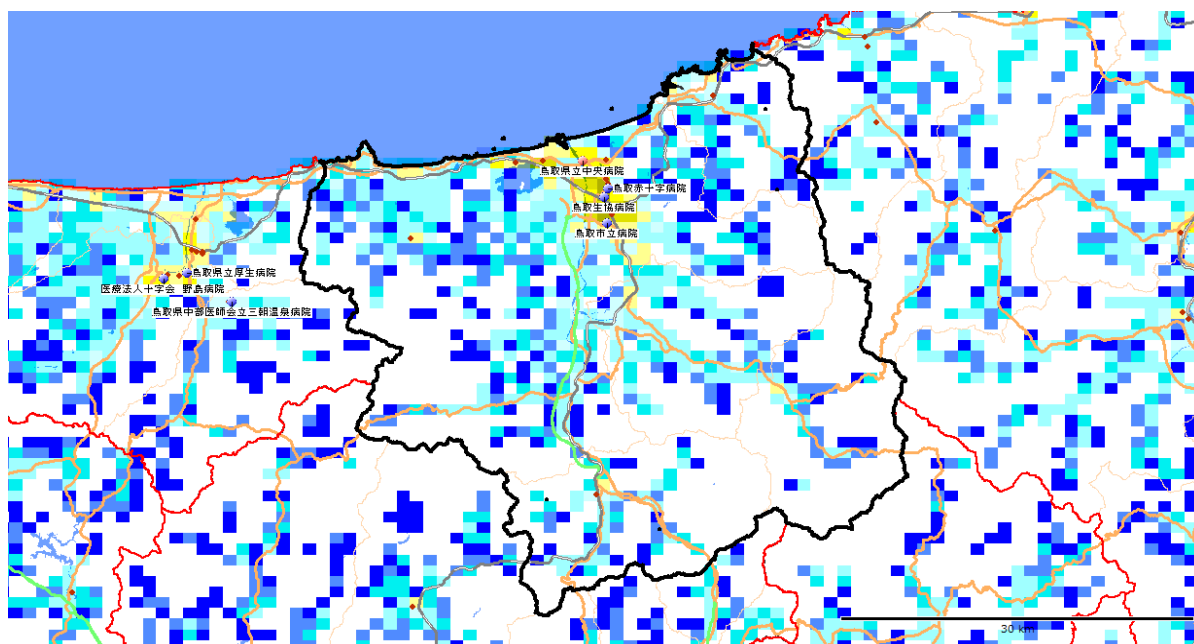 鳥取県立中央病院
鳥取赤十字病院
鳥取生協病院
鳥取市立病院
鳥取県立厚生病院
医療法人十字会 野島病院
鳥取県中部医師会立三朝温泉病院
30 km